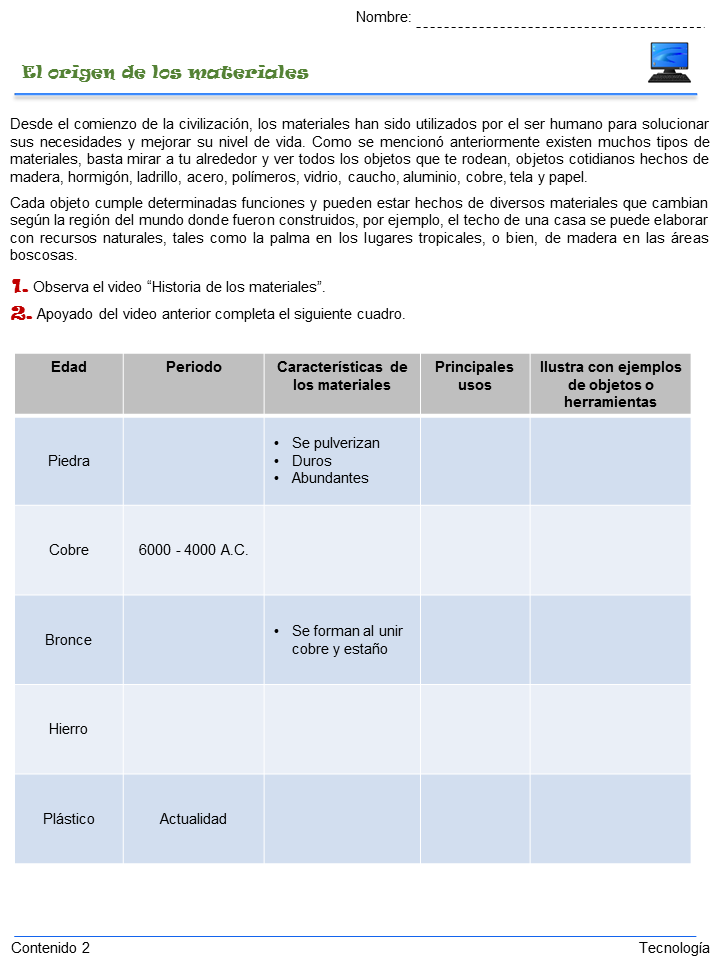 Nombre:
El origen de los materiales
Desde el comienzo de la civilización, los materiales han sido utilizados por el ser humano para solucionar
sus necesidades y mejorar su nivel de vida. Como se mencionó anteriormente existen muchos tipos de
materiales, basta mirar a tu alrededor y ver todos los objetos que te rodean, objetos cotidianos hechos de
madera, hormigón, ladrillo, acero, polímeros, vidrio, caucho, aluminio, cobre, tela y papel.
Cada objeto cumple determinadas funciones y pueden estar hechos de diversos materiales que cambian
según la región del mundo donde fueron construidos, por ejemplo, el techo de una casa se puede elaborar
con recursos naturales, tales como la palma en los lugares tropicales, o bien, de madera en las áreas
boscosas.
1. Observa el video “Historia de los materiales”.
2. Apoyado del video anterior completa el siguiente cuadro.
Edad
Periodo
Características de
los materiales
Principales
usos
Ilustra con ejemplos
de objetos o
herramientas
Piedra
• Se pulverizan
• Duros
• Abundantes
Cobre
6000 - 4000 A.C.
Bronce
• Se forman al unir
cobre y estaño
Hierro
Plástico
Actualidad
Contenido 2
Tecnología